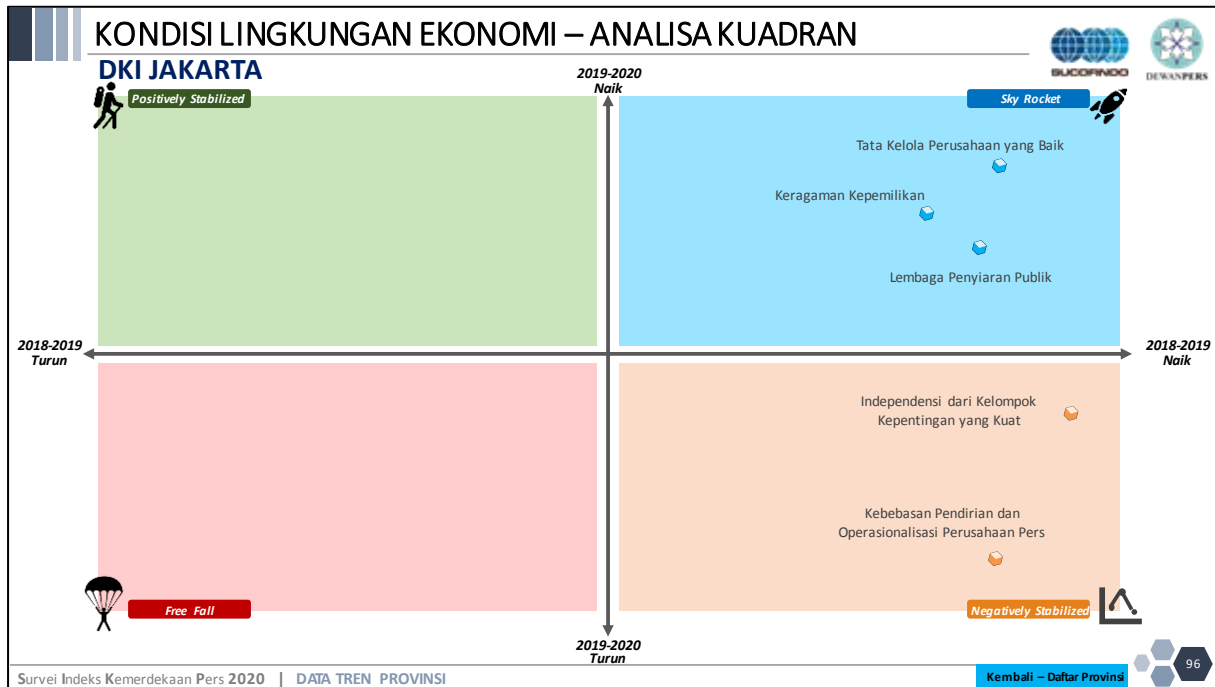 KONDISI LINGKUNGAN EKONOMI – ANALISA KUADRAN
DKI JAKARTA
SUCOFINDO
DEWAN PERS
2019-2020
Naik
Positively Stabilized
Sky Rocket
Tata Kelola Perusahaan yang Baik
Keragaman Kepemilikan
Lembaga Penyiaran Publik
2018-2019
Turun
2018-2019
Naik
Independensi dari Kelompok
Kepentingan yang Kuat
Kebebasan Pendirian dan
Operasionalisasi Perusahaan Pers
Free Fall
Negatively Stabilized
2019-2020
Turun
Survei Indeks Kemerdekaan Pers 2020 | DATA TREN PROVINSI
Kembali – Daftar Provinsi
96